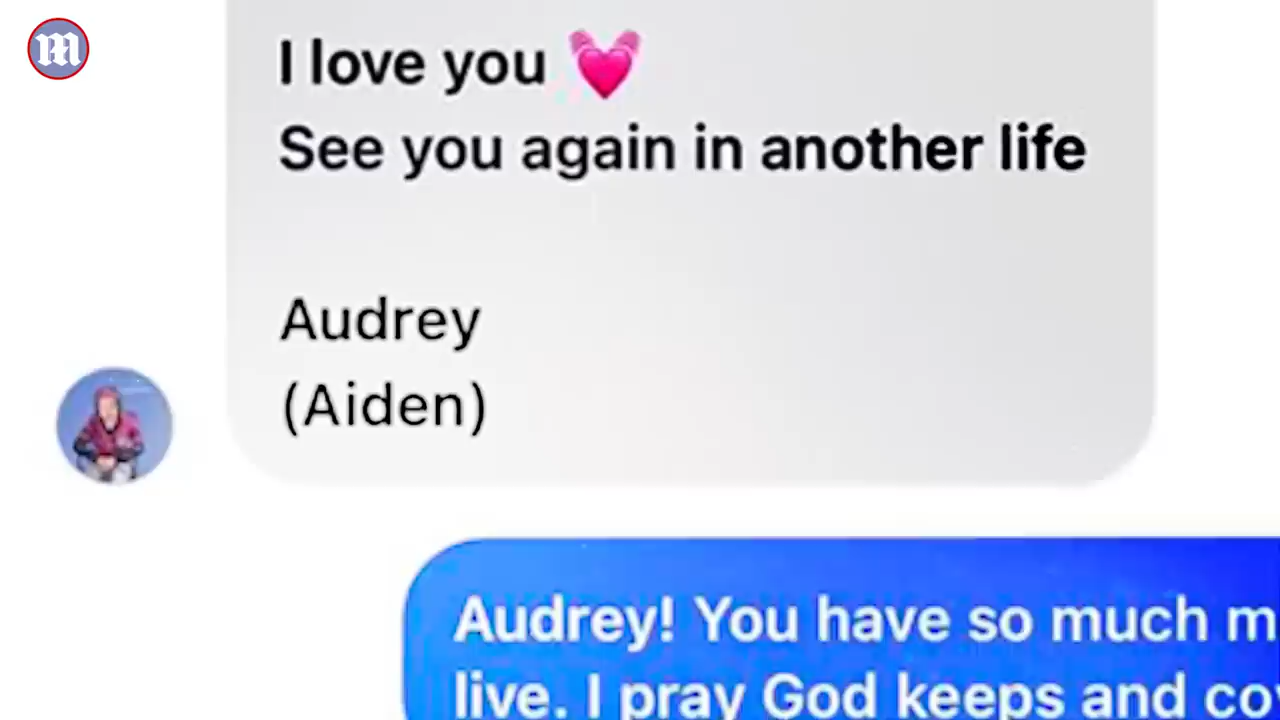 I love you 💓
See you again in another life
Audrey
(Aiden)
Audrey! You have so much
live. I pray God keeps and